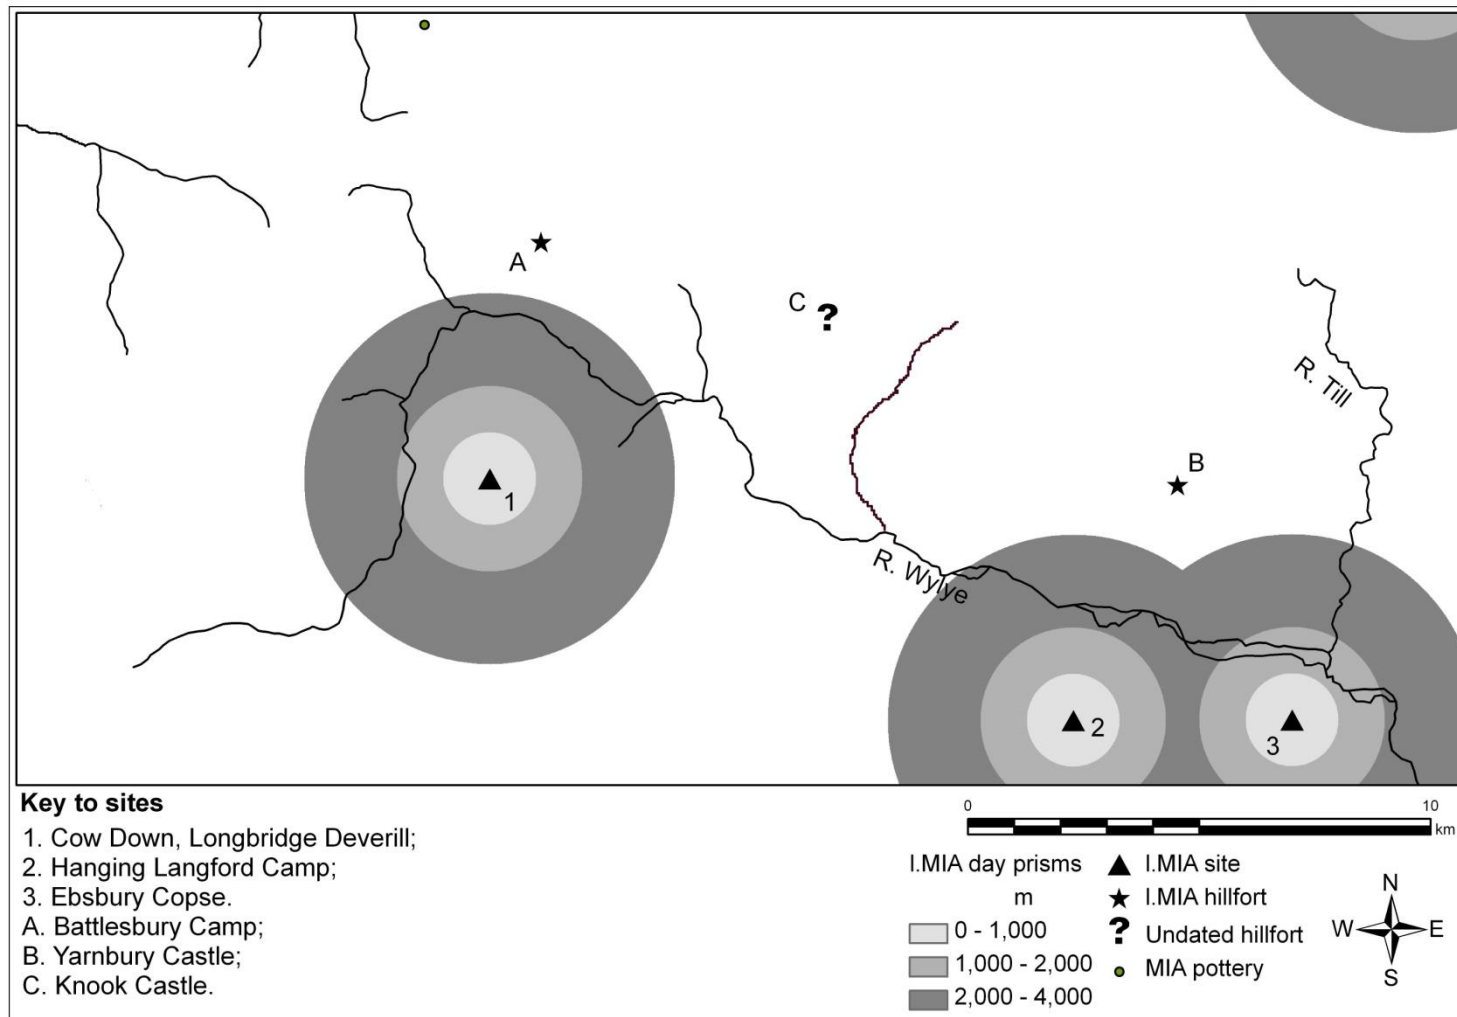 A
C
?
R. Till
B
1
R. Wylye
2
3
Key to sites
1. Cow Down, Longbridge Deverill;
2. Hanging Langford Camp;
3. Ebsbury Copse.
A. Battlesbury Camp;
B. Yarnbury Castle;
C. Knook Castle.
0 10
km
l.MIA day prisms
m
0 - 1,000
1,000 - 2,000
2,000 - 4,000
l.MIA site
l.MIA hillfort
? Undated hillfort
MIA pottery
N
W E
S